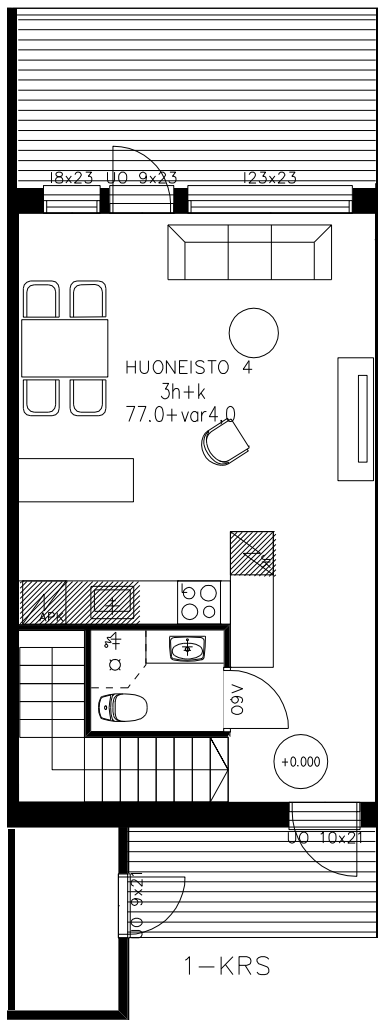 18x23 UO 9x23 123x23
HUONEISTO 4
3h+k
77.0+var4.0
APK
09V
+0.000
UO 10x21
UO 9x21
1-KRS